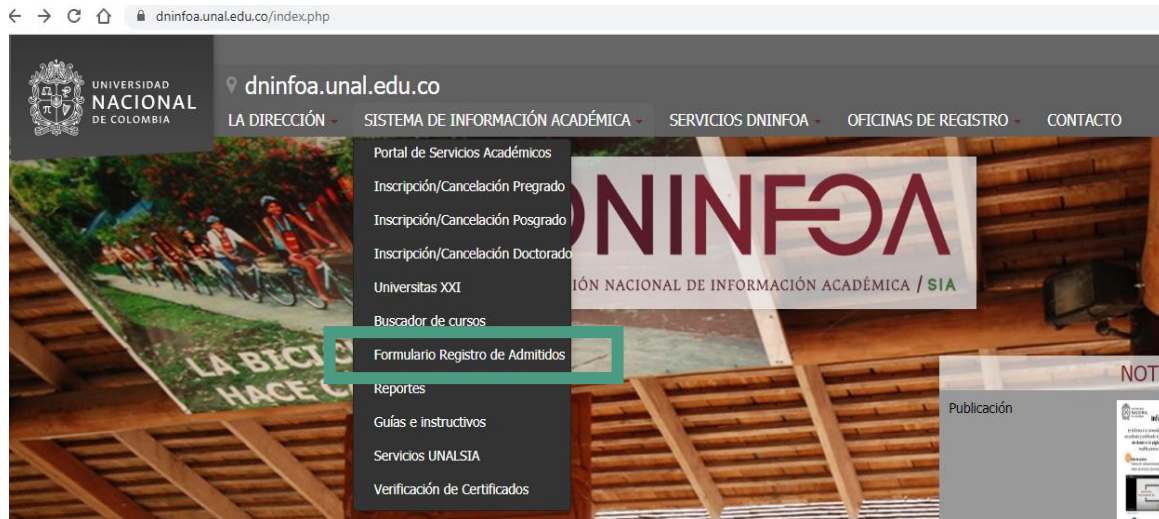 dninfoa.unal.edu.co/index.php
UNIVERSIDAD
NACIONAL
DE COLOMBIA
dninfoa.unal.edu.co
LA DIRECCIÓN SISTEMA DE INFORMACIÓN ACADÉMICA SERVICIOS DNINFOA OFICINAS DE REGISTRO CONTACTO
Portal de Servicios Académicos
Inscripción/Cancelación Pregrado
Inscripción/Cancelación Posgrado
Inscripción/Cancelación Doctorado
Universitas XXI
Buscador de cursos
Formulario Registro de Admitidos
Reportes
Guías e instructivos
Servicios UNALSIA
Verificación de Certificados
NINFOA
IÓN NACIONAL DE INFORMACIÓN ACADÉMICA / SIA
LA BICI
HACE
NOT
Publicación